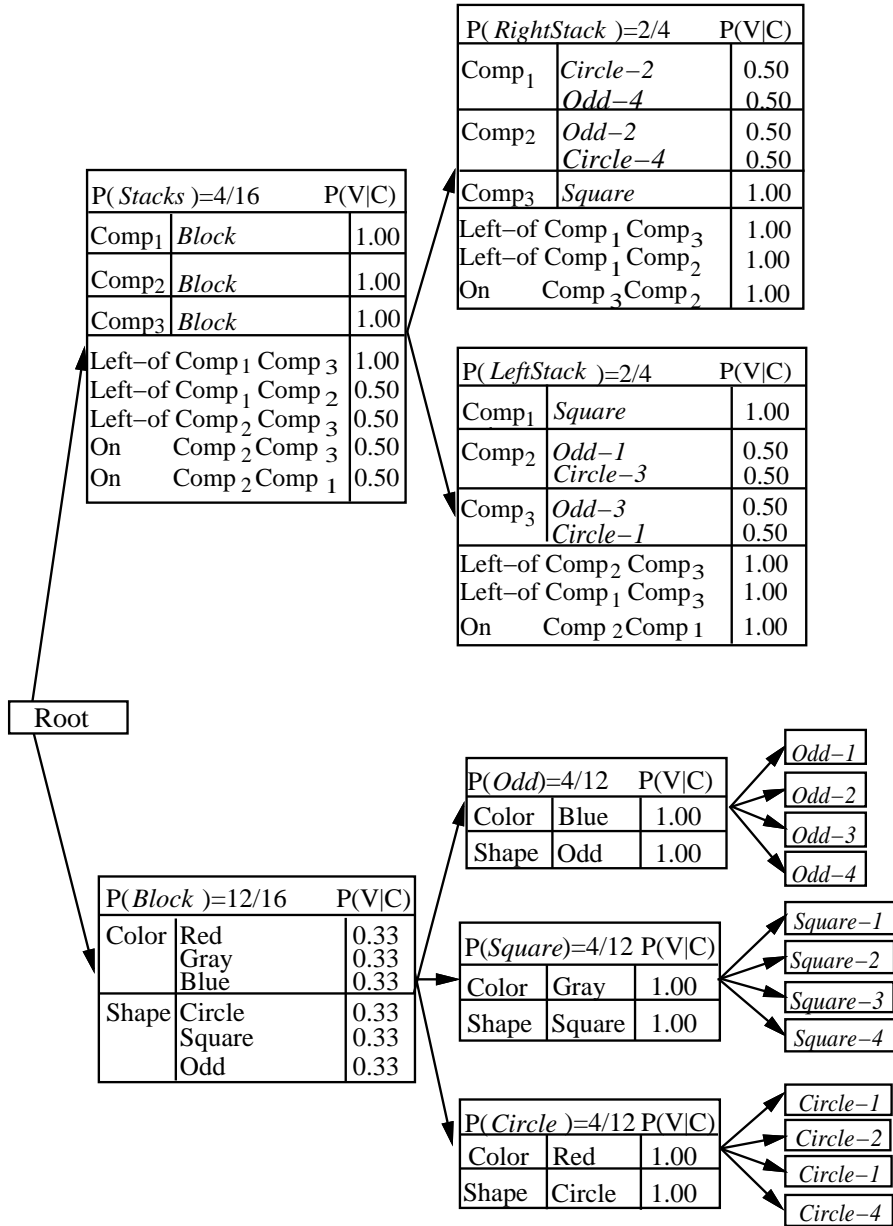 P(RightStack)=2/4 P(V|C)
Comp1 Circle−2 0.50
Odd−4 0.50
Comp2 Odd−2 0.50
Circle−4 0.50
Comp3 Square 1.00
Left−of Comp1 Comp3 1.00
Left−of Comp1 Comp2 1.00
On Comp3 Comp2 1.00
P(Stacks)=4/16 P(V|C)
Comp1 Block 1.00
Comp2 Block 1.00
Comp3 Block 1.00
Left−of Comp1 Comp3 1.00
Left−of Comp1 Comp2 0.50
Left−of Comp2 Comp3 0.50
On Comp2 Comp3 0.50
On Comp2 Comp1 0.50
P(LeftStack)=2/4 P(V|C)
Comp1 Square 1.00
Comp2 Odd−1 0.50
Circle−3 0.50
Comp3 Odd−3 0.50
Circle−1 0.50
Left−of Comp2 Comp3 1.00
Left−of Comp1 Comp3 1.00
On Comp2 Comp1 1.00
Root
P(Block)=12/16 P(V|C)
Color Red 0.33
Gray 0.33
Blue 0.33
Shape Circle 0.33
Square 0.33
Odd 0.33
P(Odd)=4/12 P(V|C)
Color Blue 1.00
Shape Odd 1.00
Odd−1
Odd−2
Odd−3
Odd−4
P(Square)=4/12 P(V|C)
Color Gray 1.00
Shape Square 1.00
Square−1
Square−2
Square−3
Square−4
P(Circle)=4/12 P(V|C)
Color Red 1.00
Shape Circle 1.00
Circle−1
Circle−2
Circle−1
Circle−4